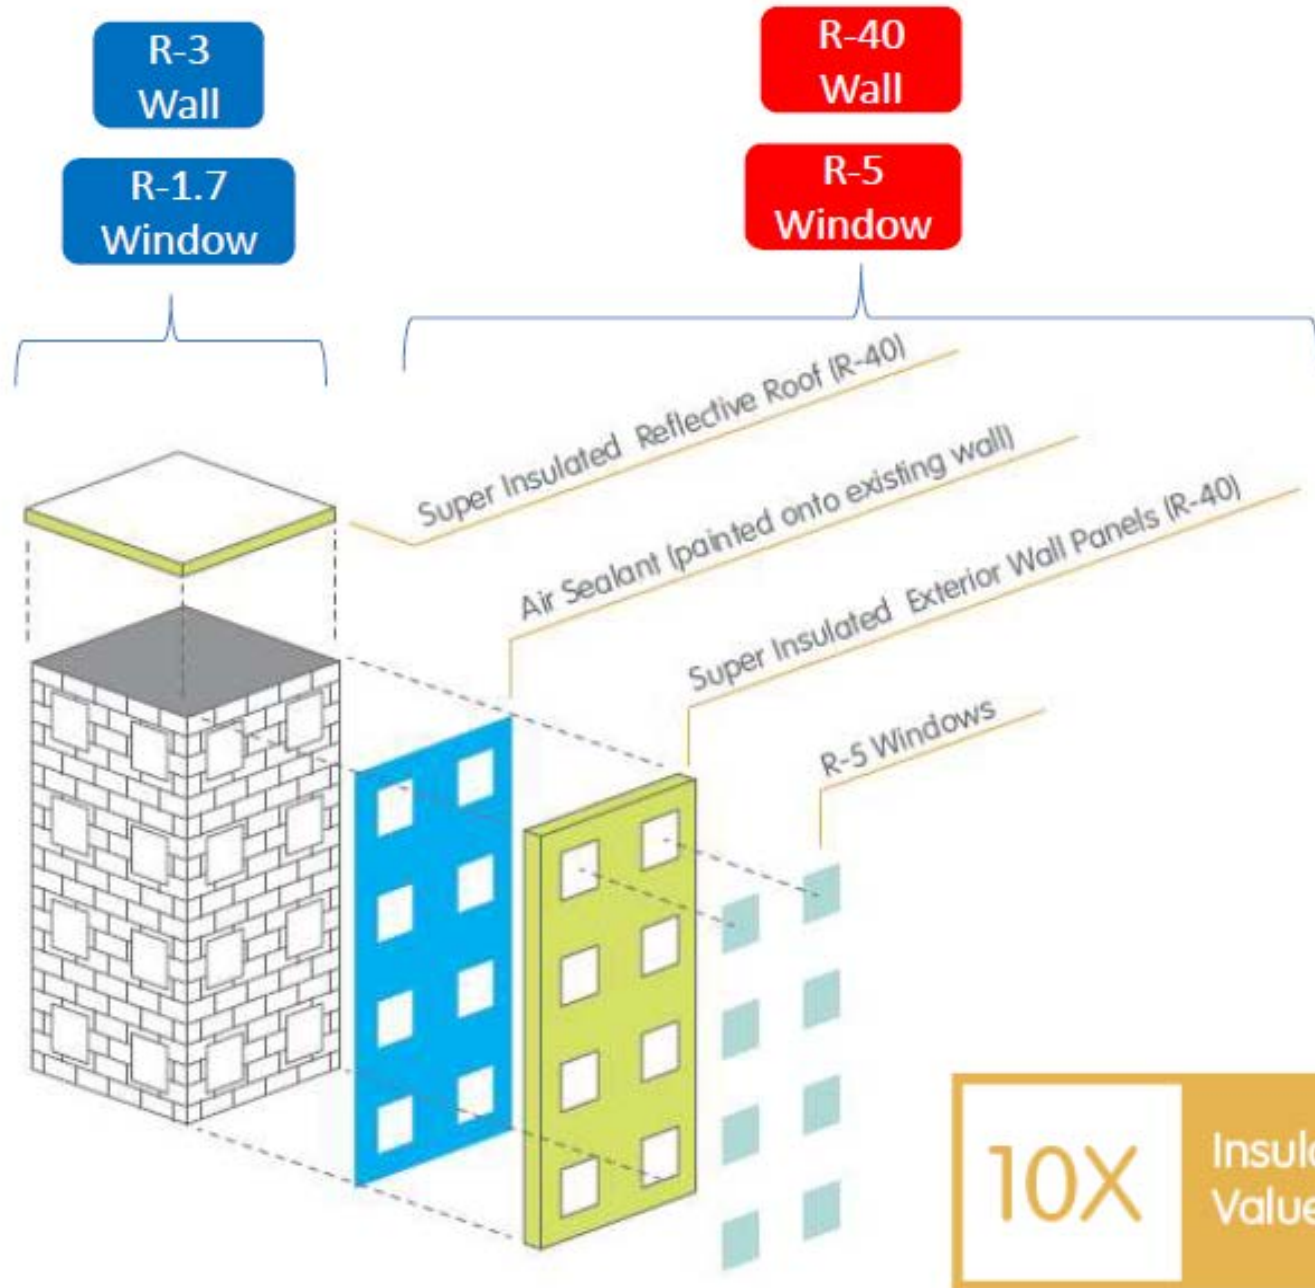 R-3
Wall
R-1.7
Window
R-40
Wall
R-5
Window
Super Insulated Reflective Roof (R-40)
Air Sealant (painted onto existing wall)
Super Insulated Exterior Wall Panels (R-40)
R-5 Windows
10X
Value